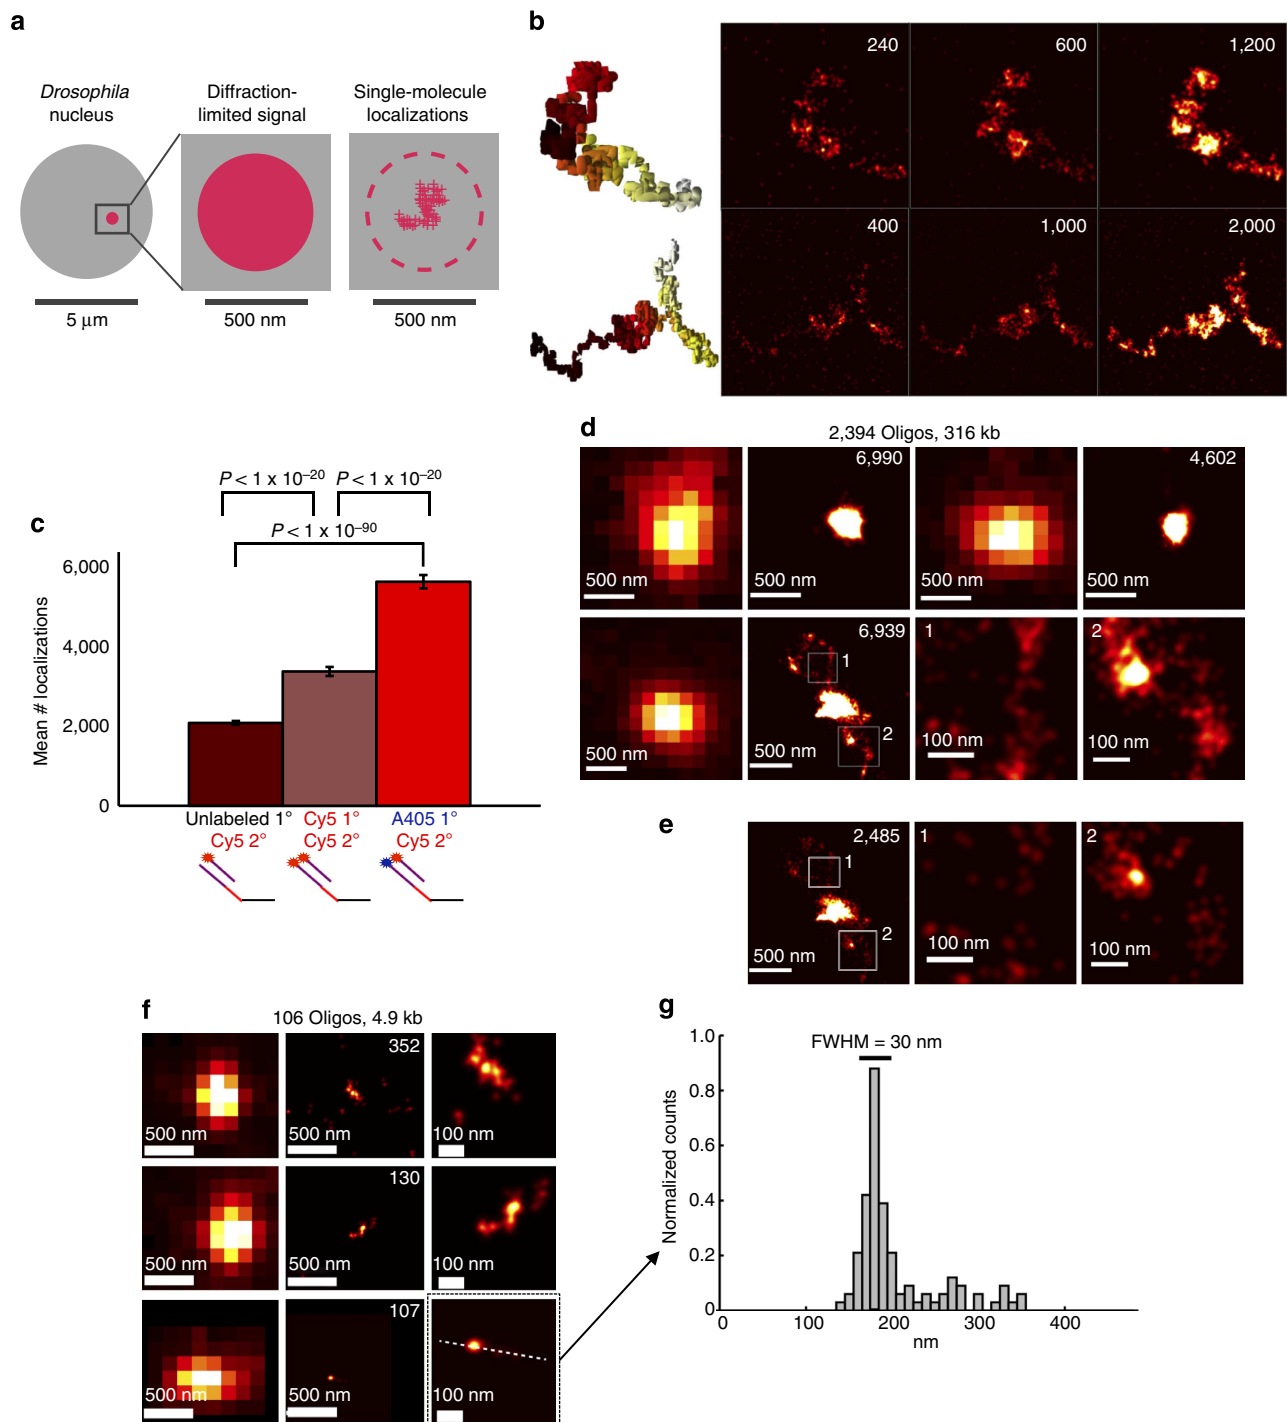 a
Drosophila
nucleus
Diffraction-
limited signal
Single-molecule
localizations
5 μm
500 nm
500 nm
b
240
600
1,200
400
1,000
2,000
c
P < 1 x 10⁻²⁰
P < 1 x 10⁻²⁰
P < 1 x 10⁻⁹⁰
Mean # localizations
6,000
4,000
2,000
0
Unlabeled 1°
Cy5 2°
Cy5 1°
Cy5 2°
A405 1°
Cy5 2°
d
2,394 Oligos, 316 kb
500 nm
6,990
500 nm
500 nm
4,602
500 nm
500 nm
6,939
1
2
500 nm
1
100 nm
2
100 nm
e
2,485
1
2
500 nm
1
100 nm
2
100 nm
f
106 Oligos, 4.9 kb
500 nm
352
500 nm
100 nm
500 nm
130
500 nm
100 nm
500 nm
107
500 nm
100 nm
g
FWHM = 30 nm
Normalized counts
1.0
0.8
0.6
0.4
0.2
0
0
100
200
300
400
nm